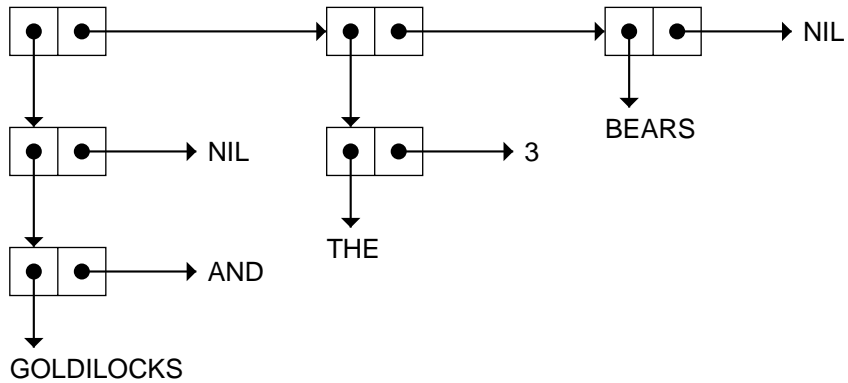 NIL
BEARS
NIL
3
THE
AND
GOLDILOCKS